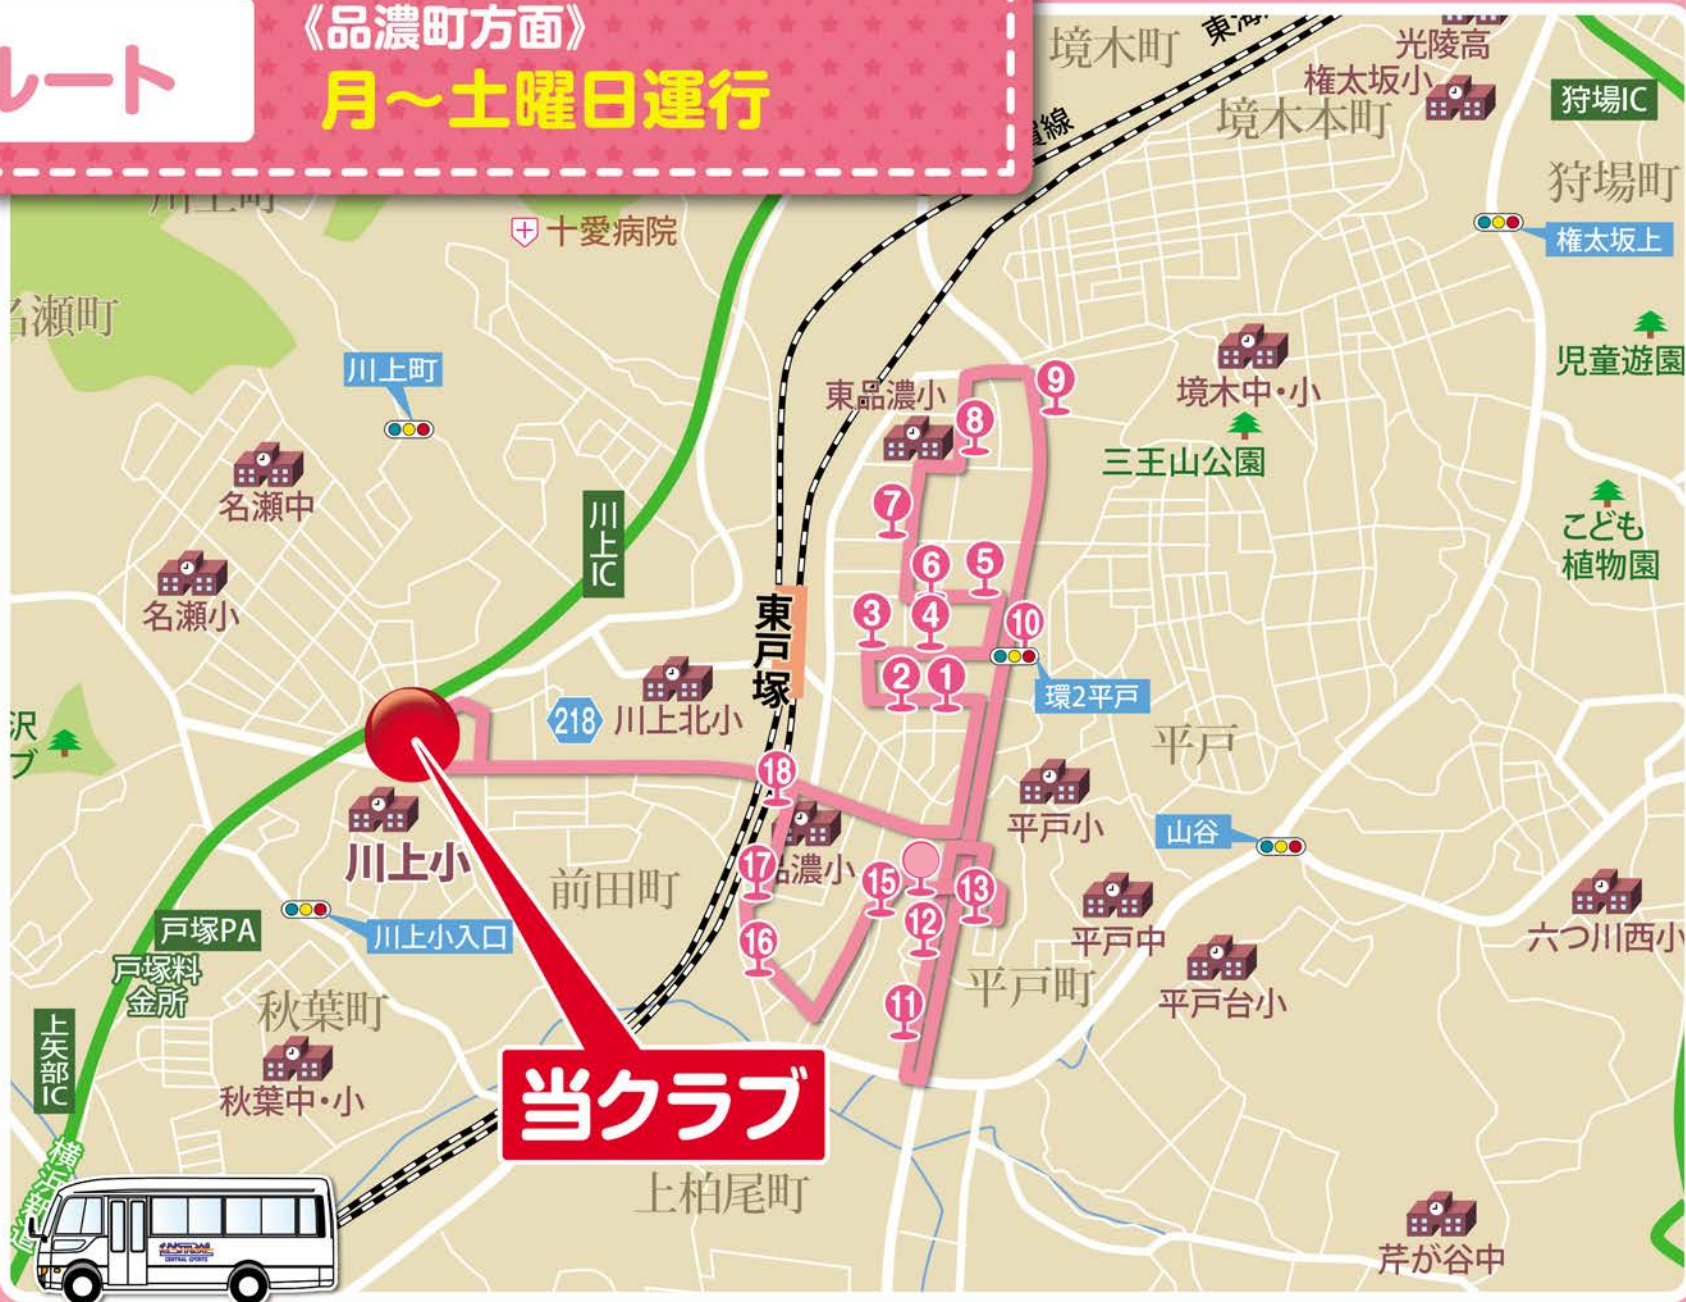 《品濃町方面》
ルート
月～土曜日運行
境木町
光陵高
権太坂小
境木本町
狩場IC
狩場町
権太坂上
十愛病院
川上町
名瀬町
川上町
児童遊園
東品濃小
境木中・小
三王山公園
名瀬中
川上IC
こども
植物園
名瀬小
東戸塚
9
8
7
6
5
3
4
10
2
1
環2平戸
218
川上北小
平戸
18
平戸小
山谷
川上小
前田町
17
品濃小
15
13
12
平戸中
六つ川西小
戸塚PA
川上小入口
16
戸塚料
金所
平戸町
平戸台小
11
秋葉町
上矢部IC
秋葉中・小
当クラブ
上柏尾町
芹が谷中
CENTRAL SPORTS